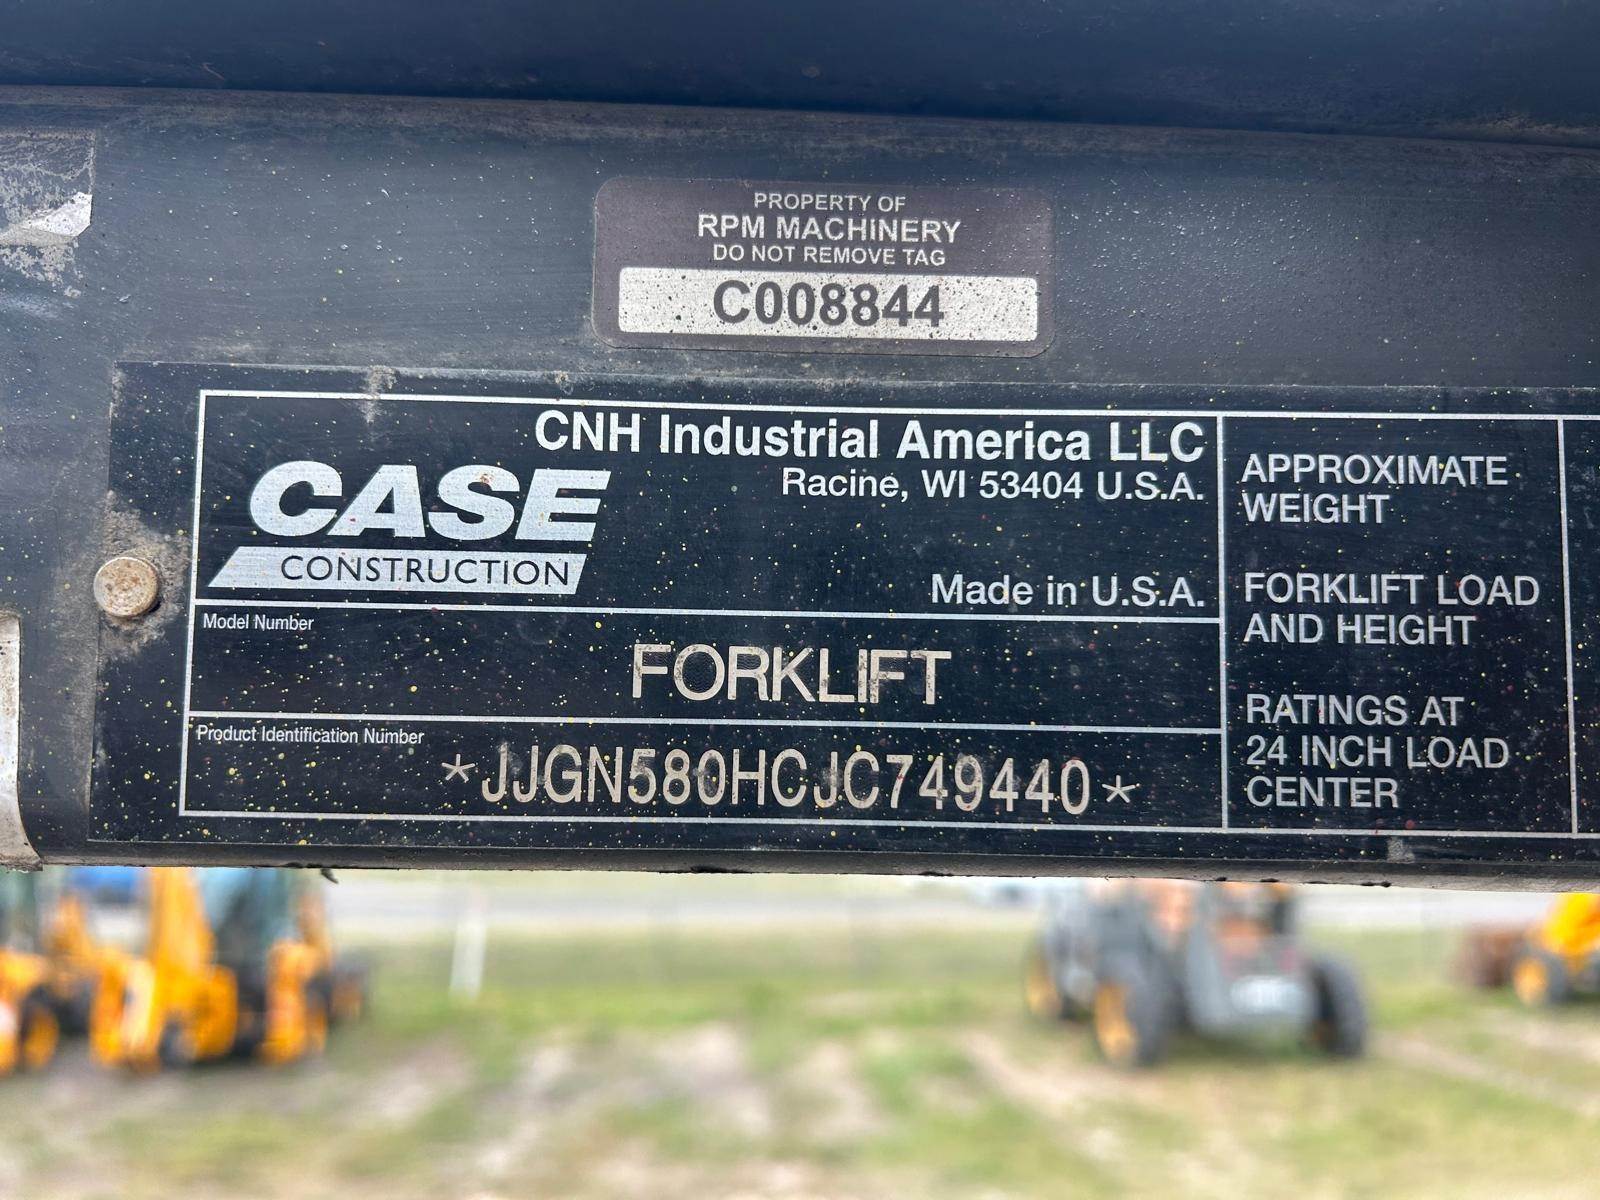 PROPERTY OF
RPM MACHINERY
DO NOT REMOVE TAG
C008844
CNH Industrial America LLC
Racine, WI 53404 U.S.A.
CASE
CONSTRUCTION
Made in U.S.A.
Model Number
FORKLIFT
Product Identification Number
*JJGN580HCJC749440*
APPROXIMATE
WEIGHT
FORKLIFT LOAD
AND HEIGHT
RATINGS AT
24 INCH LOAD
CENTER